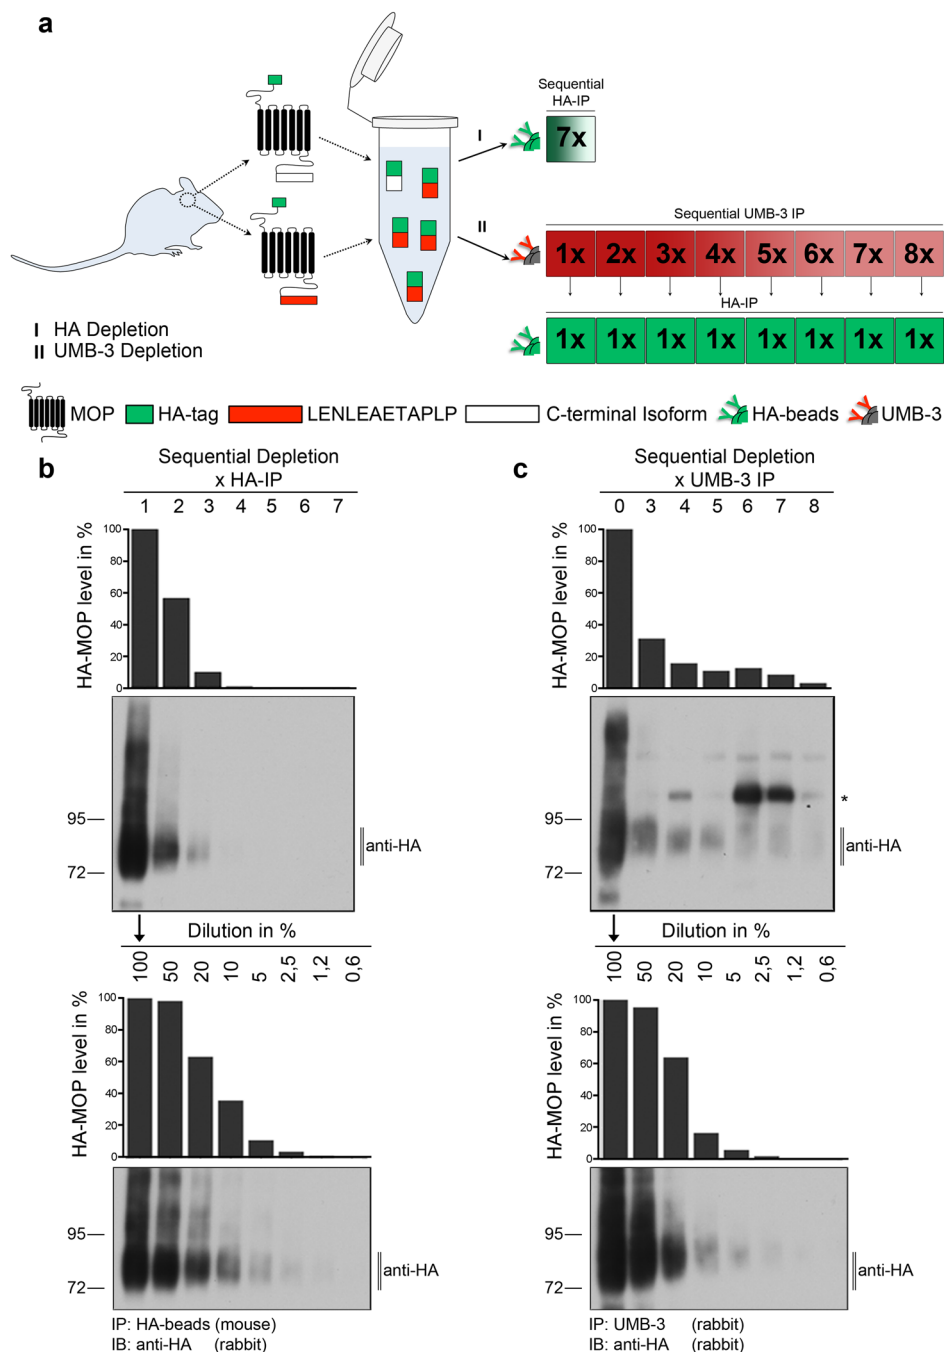 a
Sequential
HA-IP
I
7x
II
Sequential UMB-3 IP
1x 2x 3x 4x 5x 6x 7x 8x
HA-IP
1x 1x 1x 1x 1x 1x 1x 1x
I HA Depletion
II UMB-3 Depletion
MOP HA-tag LENLEAETAPLP C-terminal Isoform HA-beads UMB-3
b
Sequential Depletion
x HA-IP
1 2 3 4 5 6 7
HA-MOP level in %
100
80
60
40
20
0
95
72
anti-HA
Dilution in %
100 50 20 10 5 2,5 1,2 0,6
HA-MOP level in %
100
80
60
40
20
0
95
72
anti-HA
IP: HA-beads (mouse)
IB: anti-HA (rabbit)
c
Sequential Depletion
x UMB-3 IP
0 3 4 5 6 7 8
HA-MOP level in %
100
80
60
40
20
0
*
95
72
anti-HA
Dilution in %
100 50 20 10 5 2,5 1,2 0,6
HA-MOP level in %
100
80
60
40
20
0
95
72
anti-HA
IP: UMB-3 (rabbit)
IB: anti-HA (rabbit)